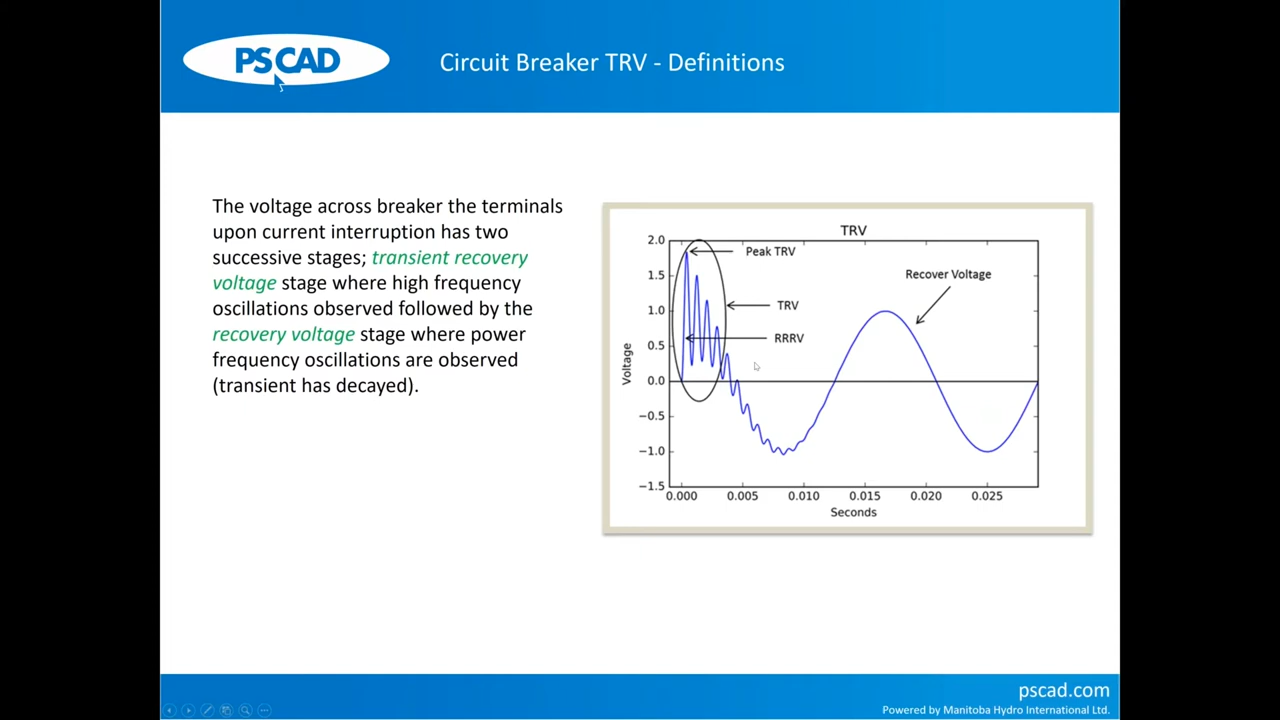 PSCAD
Circuit Breaker TRV - Definitions
The voltage across breaker the terminals
upon current interruption has two
successive stages; transient recovery
voltage stage where high frequency
oscillations observed followed by the
recovery voltage stage where power
frequency oscillations are observed
(transient has decayed).
TRV
2.0
1.5
1.0
0.5
0.0
−0.5
−1.0
−1.5
Voltage
Peak TRV
TRV
RRRV
Recover Voltage
0.000 0.005 0.010 0.015 0.020 0.025
Seconds
pscad.com
Powered by Manitoba Hydro International Ltd.